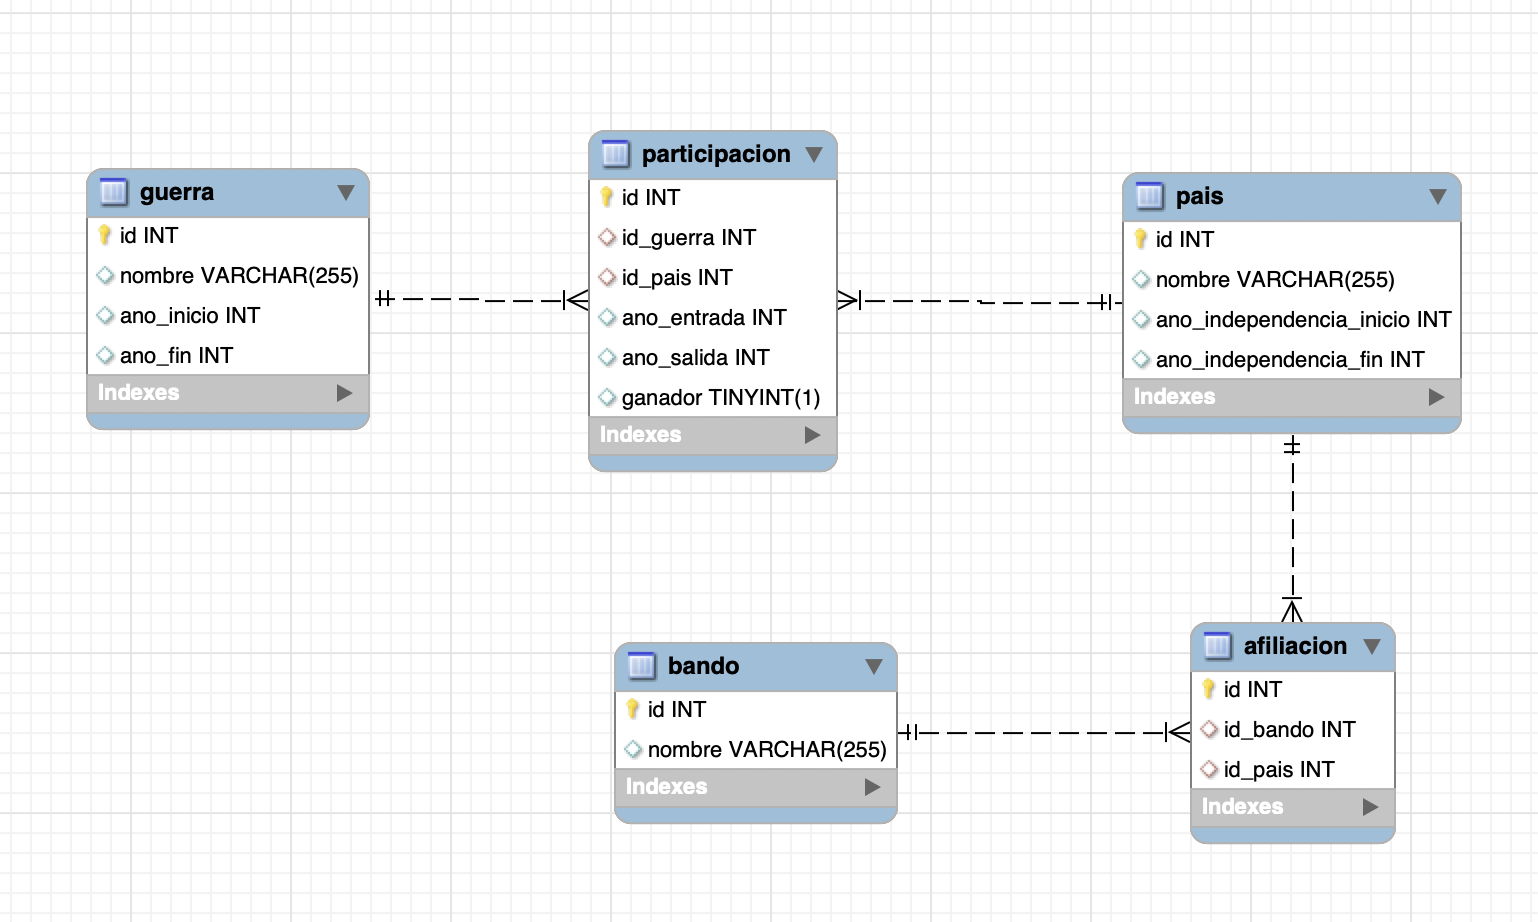 guerra
id INT
nombre VARCHAR(255)
ano_inicio INT
ano_fin INT
Indexes
participacion
id INT
id_guerra INT
id_pais INT
ano_entrada INT
ano_salida INT
ganador TINYINT(1)
Indexes
pais
id INT
nombre VARCHAR(255)
ano_independencia_inicio INT
ano_independencia_fin INT
Indexes
bando
id INT
nombre VARCHAR(255)
Indexes
afiliacion
id INT
id_bando INT
id_pais INT
Indexes